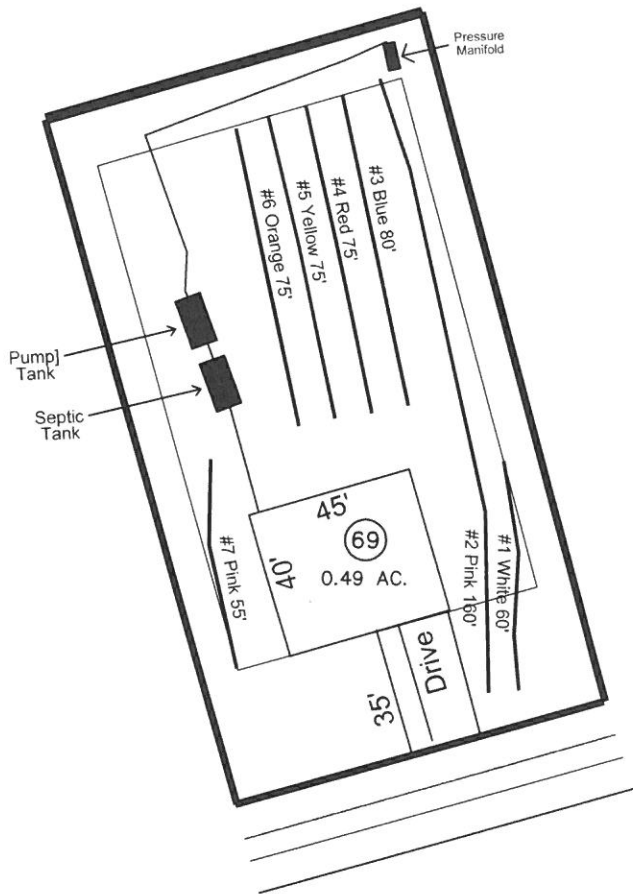 Pressure
Manifold
#3 Blue 80'
#4 Red 75'
#5 Yellow 75'
#6 Orange 75'
Pump]
Tank
Septic
Tank
45'
69
40'
0.49 AC.
#7 Pink 55'
#2 Pink 160'
#1 White 60'
Drive
35'